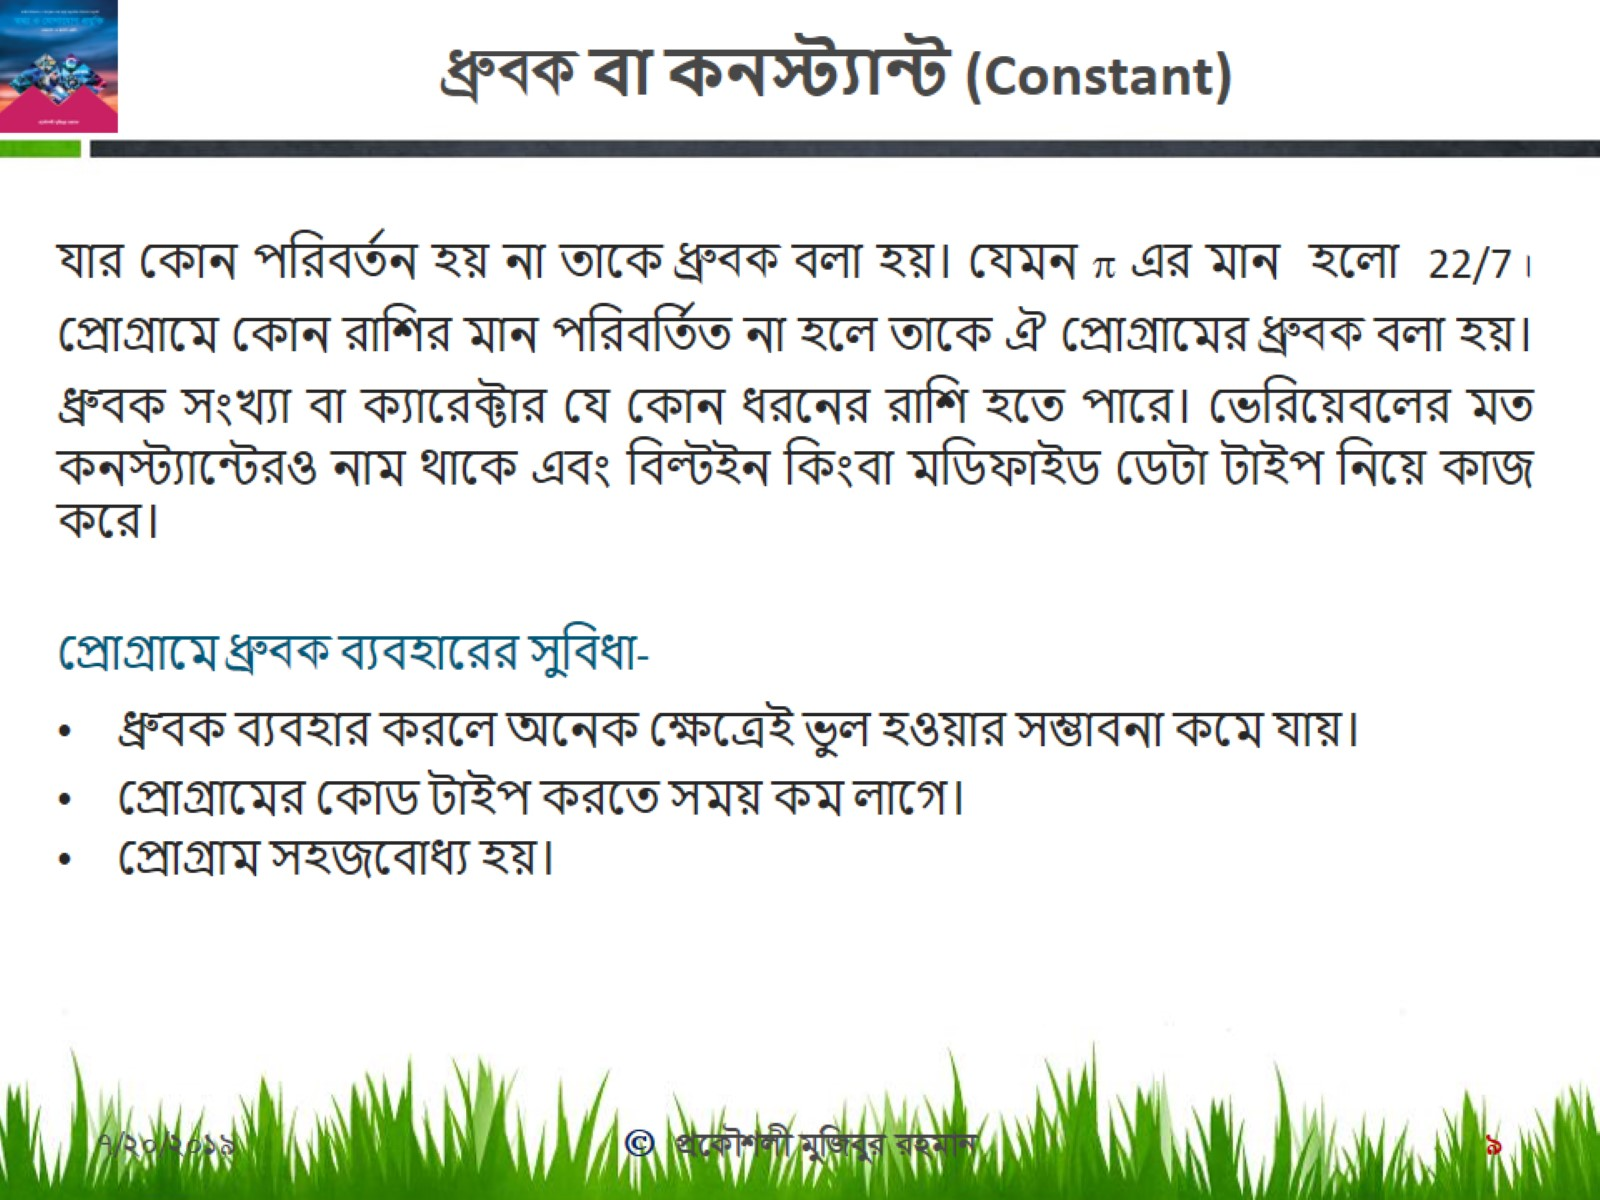 ধ্রুবক বা কনস্ট্যান্ট (Constant)
যার কোন পরিবর্তন হয় না তাকে ধ্রুবক বলা হয়। যেমন π এর মান হলো 22/7।
প্রোগ্রামে কোন রাশির মান পরিবর্তিত না হলে তাকে ঐ প্রোগ্রামের ধ্রুবক বলা হয়।
ধ্রুবক সংখ্যা বা ক্যারেক্টার যে কোন ধরনের রাশি হতে পারে। ভেরিয়েবলের মত
কনস্ট্যান্টেরও নাম থাকে এবং বিল্টইন কিংবা মডিফাইড ডেটা টাইপ নিয়ে কাজ
করে।
প্রোগ্রামে ধ্রুবক ব্যবহারের সুবিধা-
• ধ্রুবক ব্যবহার করলে অনেক ক্ষেত্রেই ভুল হওয়ার সম্ভাবনা কমে যায়।
• প্রোগ্রামের কোড টাইপ করতে সময় কম লাগে।
• প্রোগ্রাম সহজবোধ্য হয়।
৭/২০/২০১৯ © প্রকৌশলী মুজিবুর রহমান ৯